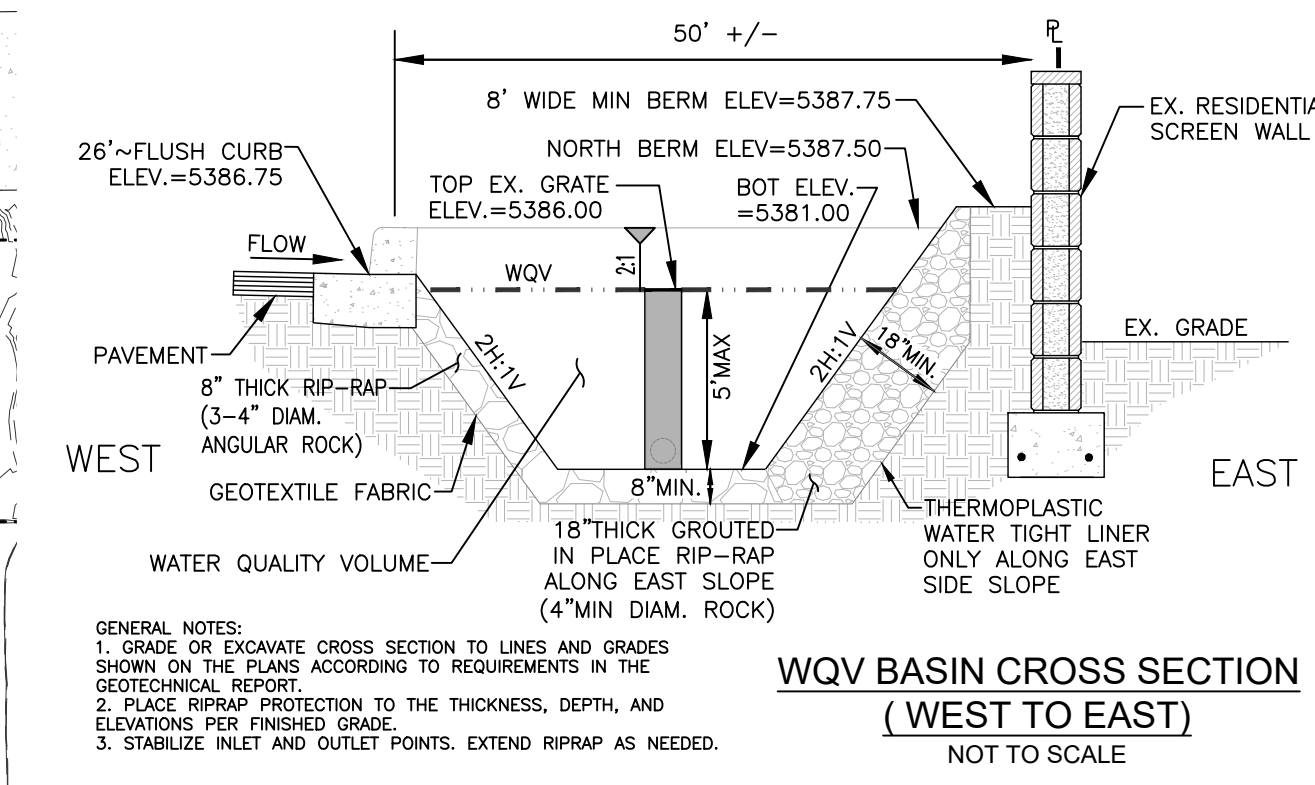 50' +/-
PL
8' WIDE MIN BERM ELEV=5387.75
EX. RESIDENTIA
SCREEN WALL
26'~FLUSH CURB
ELEV.=5386.75
NORTH BERM ELEV=5387.50
TOP EX. GRATE
ELEV.=5386.00
BOT ELEV.
=5381.00
FLOW
WQV
2:1
EX. GRADE
PAVEMENT
2H:1V
5'MAX
2H:1V
18"MIN.
8" THICK RIP-RAP
(3-4" DIAM.
ANGULAR ROCK)
WEST
EAST
GEOTEXTILE FABRIC
8"MIN.
THERMOPLASTIC
WATER TIGHT LINER
ONLY ALONG EAST
SIDE SLOPE
18"THICK GROUTED
IN PLACE RIP-RAP
ALONG EAST SLOPE
(4"MIN DIAM. ROCK)
WATER QUALITY VOLUME
GENERAL NOTES:
1. GRADE OR EXCAVATE CROSS SECTION TO LINES AND GRADES
SHOWN ON THE PLANS ACCORDING TO REQUIREMENTS IN THE
GEOTECHNICAL REPORT.
2. PLACE RIPRAP PROTECTION TO THE THICKNESS, DEPTH, AND
ELEVATIONS PER FINISHED GRADE.
3. STABILIZE INLET AND OUTLET POINTS. EXTEND RIPRAP AS NEEDED.
WQV BASIN CROSS SECTION
( WEST TO EAST)
NOT TO SCALE